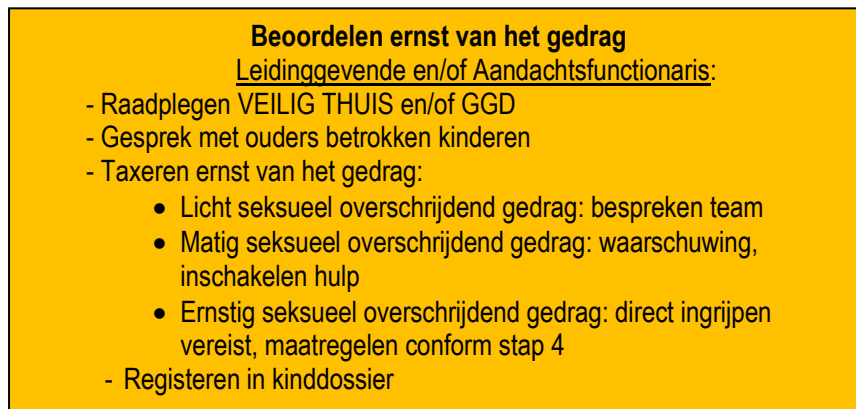 Beoordelen ernst van het gedrag
Leidinggevende en/of Aandachtsfunctionaris:
- Raadplegen VEILIG THUIS en/of GGD
- Gesprek met ouders betrokken kinderen
- Taxeren ernst van het gedrag:
• Licht seksueel overschrijdend gedrag: bespreken team
• Matig seksueel overschrijdend gedrag: waarschuwing,
inschakelen hulp
• Ernstig seksueel overschrijdend gedrag: direct ingrijpen
vereist, maatregelen conform stap 4
- Registeren in kinddossier